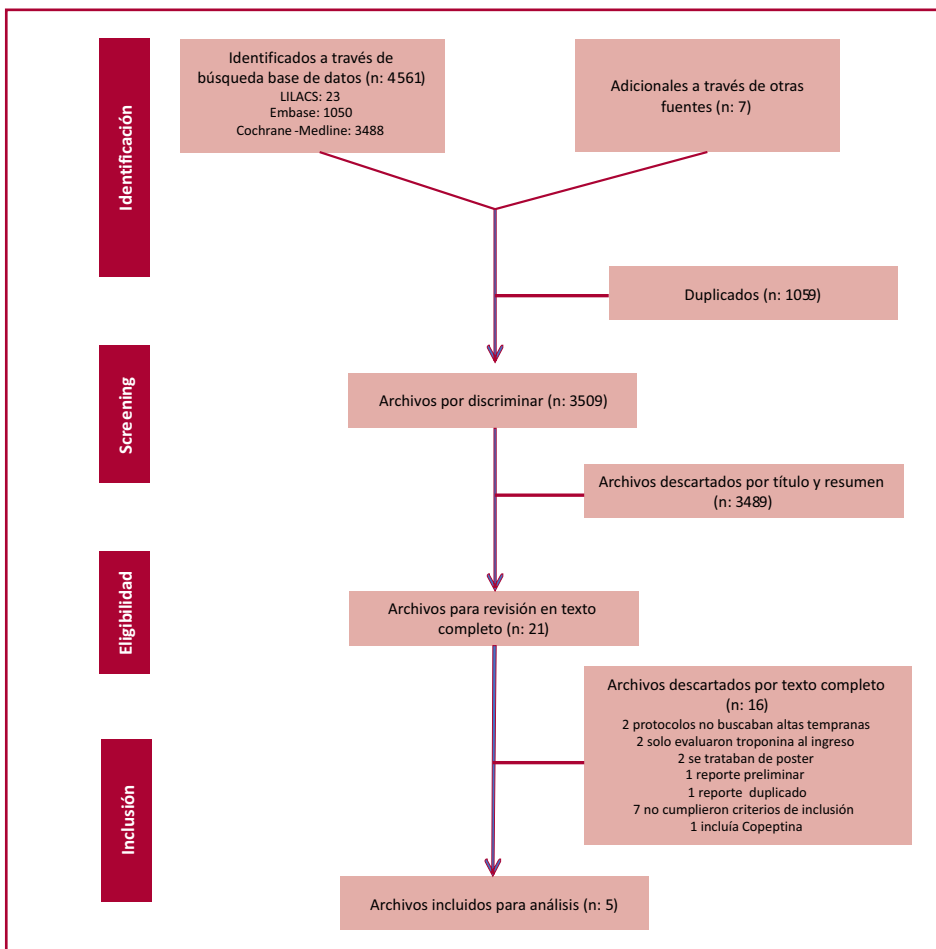 Identificación
Identificados a través de
búsqueda base de datos (n: 4561)
LILACS: 23
Embase: 1050
Cochrane -Medline: 3488
Adicionales a través de otras
fuentes (n: 7)
Duplicados (n: 1059)
Screening
Archivos por discriminar (n: 3509)
Archivos descartados por título y resumen
(n: 3489)
Eligibilidad
Archivos para revisión en texto
completo (n: 21)
Archivos descartados por texto completo
(n: 16)
2 protocolos no buscaban altas tempranas
2 solo evaluaron troponina al ingreso
2 se trataban de poster
1 reporte preliminar
1 reporte duplicado
7 no cumplieron criterios de inclusión
1 incluía Copeptina
Inclusión
Archivos incluidos para análisis (n: 5)